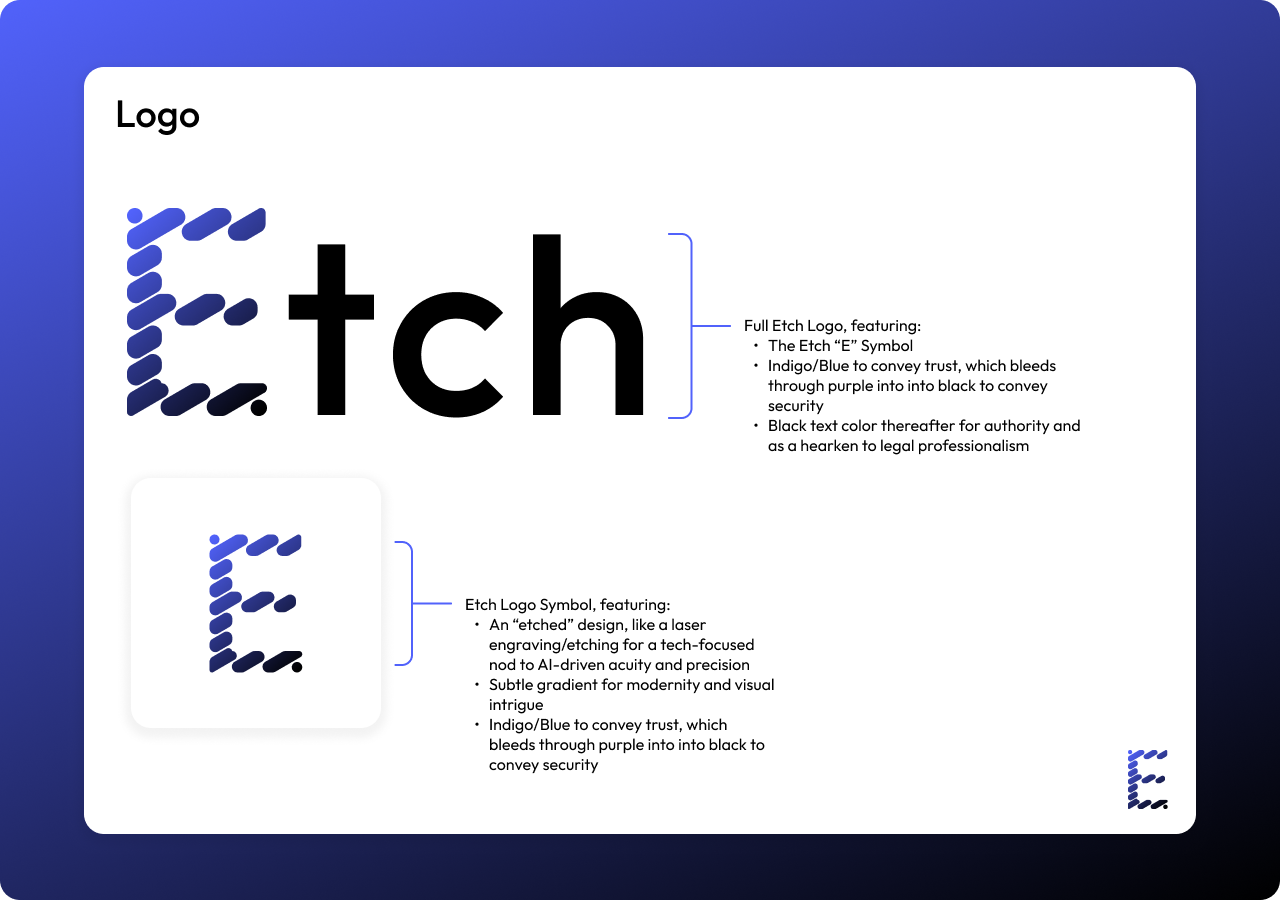 Logo
Etch
Full Etch Logo, featuring:
• The Etch “E” Symbol
• Indigo/Blue to convey trust, which bleeds
through purple into into black to convey
security
• Black text color thereafter for authority and
as a hearken to legal professionalism
E
Etch Logo Symbol, featuring:
• An “etched” design, like a laser
engraving/etching for a tech-focused
nod to AI-driven acuity and precision
• Subtle gradient for modernity and visual
intrigue
• Indigo/Blue to convey trust, which
bleeds through purple into into black to
convey security
E